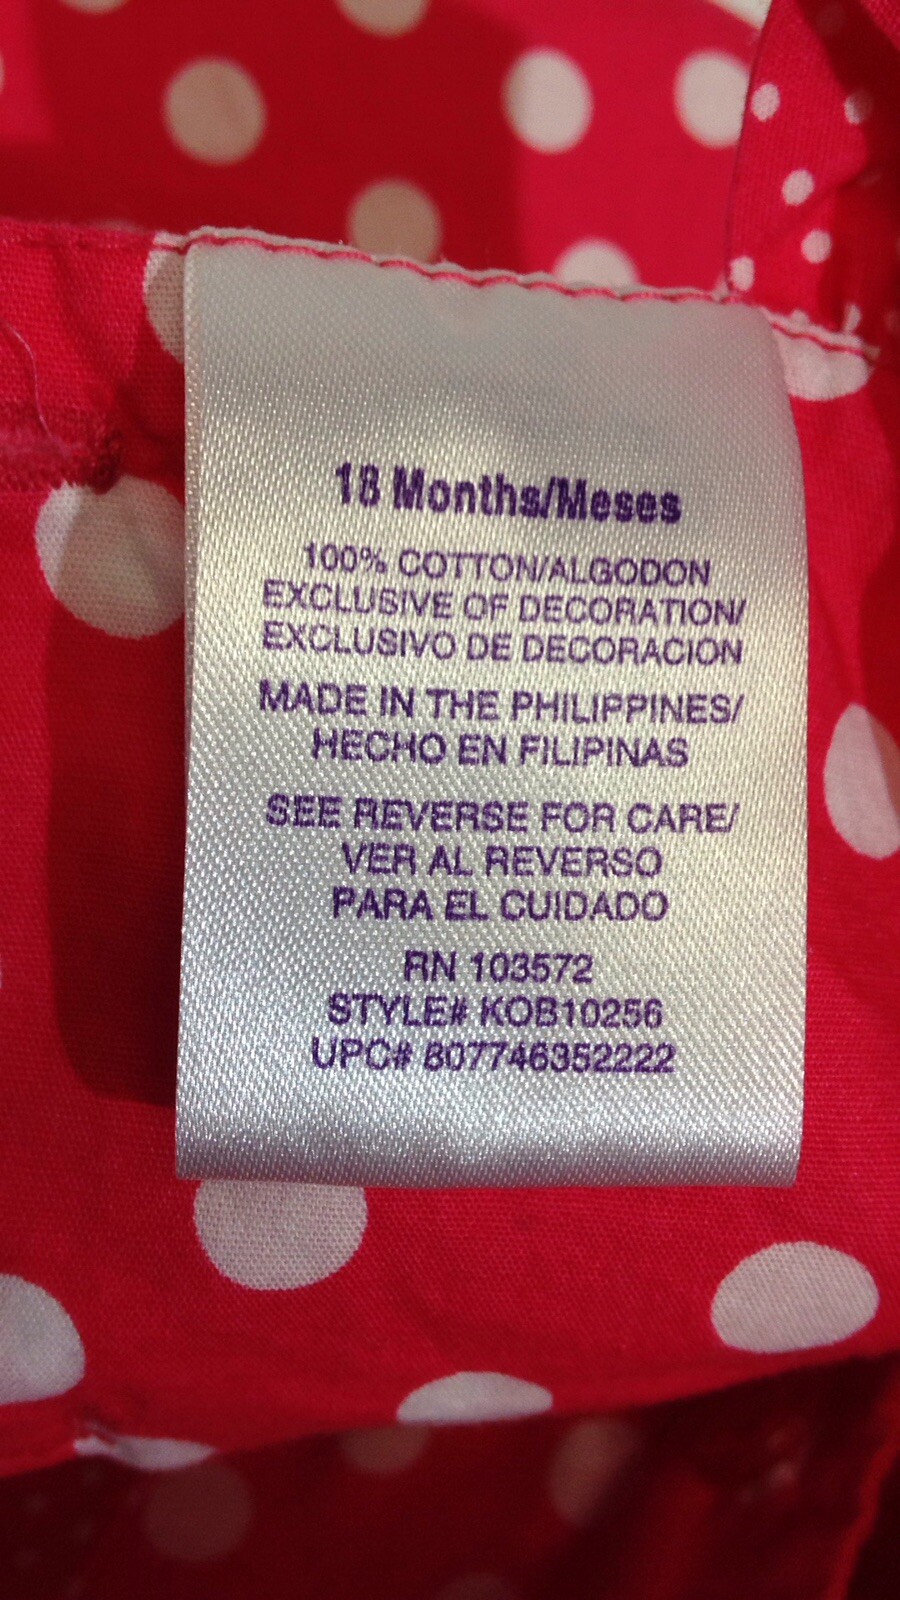 18 Months/Meses
100% COTTON/ALGODON
EXCLUSIVE OF DECORATION/
EXCLUSIVO DE DECORACION
MADE IN THE PHILIPPINES/
HECHO EN FILIPINAS
SEE REVERSE FOR CARE/
VER AL REVERSO
PARA EL CUIDADO
RN 103572
STYLE# KOB10256
UPC# 807746352222